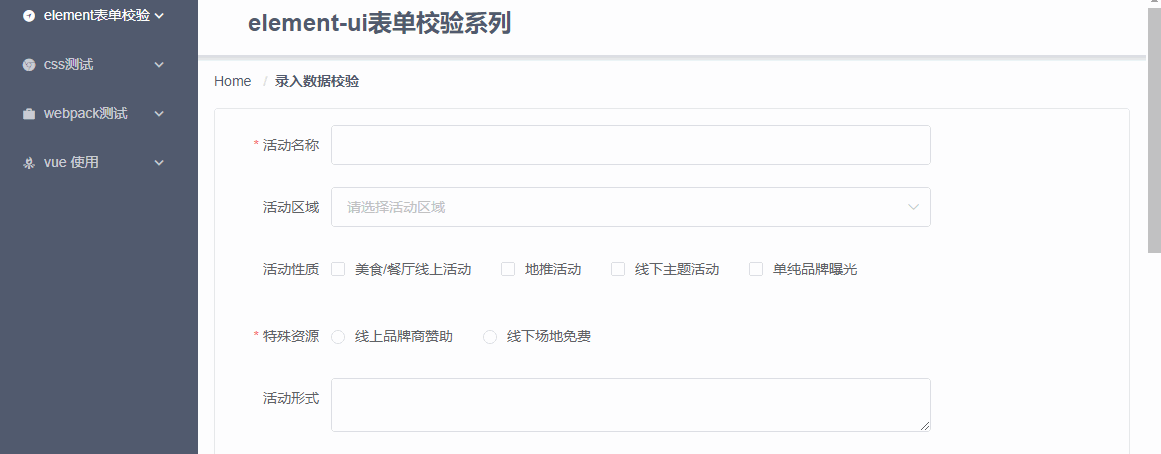 element表单校验
css测试
webpack测试
vue 使用
element-ui表单校验系列
Home / 录入数据校验
* 活动名称
活动区域 请选择活动区域
活动性质 美食/餐厅线上活动 地推活动 线下主题活动 单纯品牌曝光
* 特殊资源 线上品牌商赞助 线下场地免费
活动形式